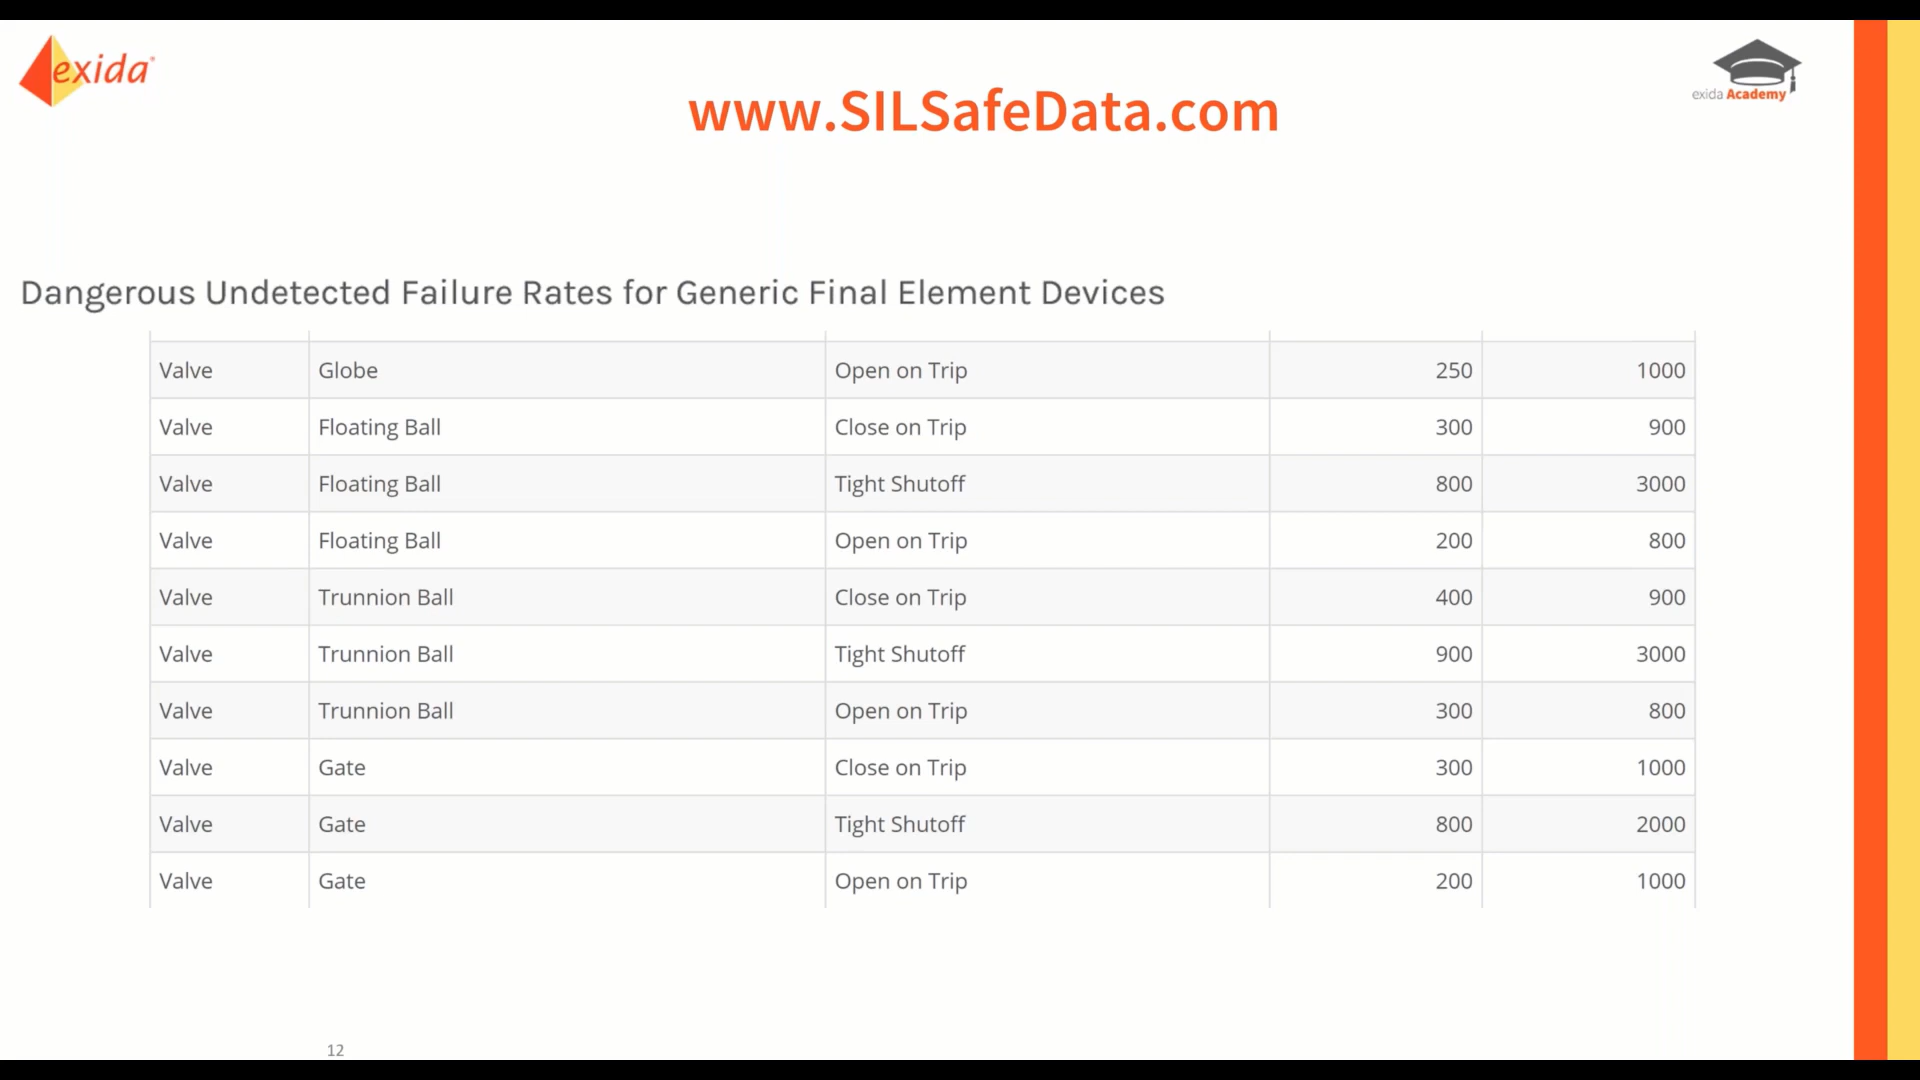 exida
exida Academy
www.SILSafeData.com
Dangerous Undetected Failure Rates for Generic Final Element Devices
Valve Globe Open on Trip 250 1000
Valve Floating Ball Close on Trip 300 900
Valve Floating Ball Tight Shutoff 800 3000
Valve Floating Ball Open on Trip 200 800
Valve Trunnion Ball Close on Trip 400 900
Valve Trunnion Ball Tight Shutoff 900 3000
Valve Trunnion Ball Open on Trip 300 800
Valve Gate Close on Trip 300 1000
Valve Gate Tight Shutoff 800 2000
Valve Gate Open on Trip 200 1000
12